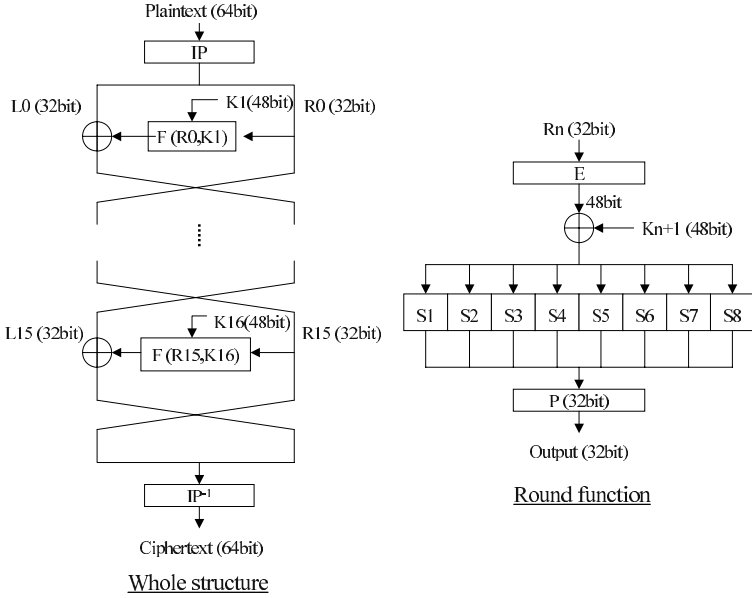 Plaintext (64bit)
IP
L0 (32bit)
K1(48bit)
R0 (32bit)
F (R0,K1)
......
L15 (32bit)
K16(48bit)
R15 (32bit)
F (R15,K16)
IP-1
Ciphertext (64bit)
Whole structure
Rn (32bit)
E
48bit
Kn+1 (48bit)
S1 S2 S3 S4 S5 S6 S7 S8
P (32bit)
Output (32bit)
Round function